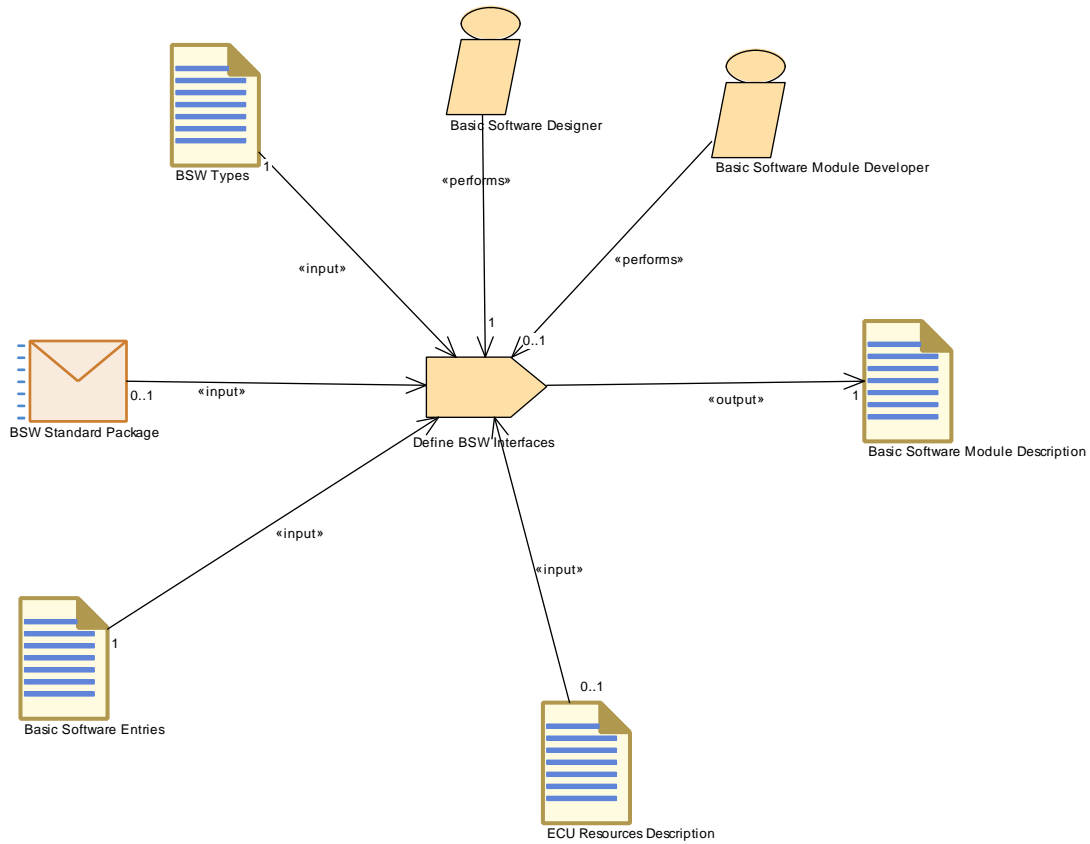 Basic Software Designer
BSW Types
1
Basic Software Module Developer
«performs»
«input»
«performs»
1
0..1
BSW Standard Package
0..1
«input»
Define BSW Interfaces
«output»
1
Basic Software Module Description
«input»
«input»
Basic Software Entries
1
0..1
ECU Resources Description